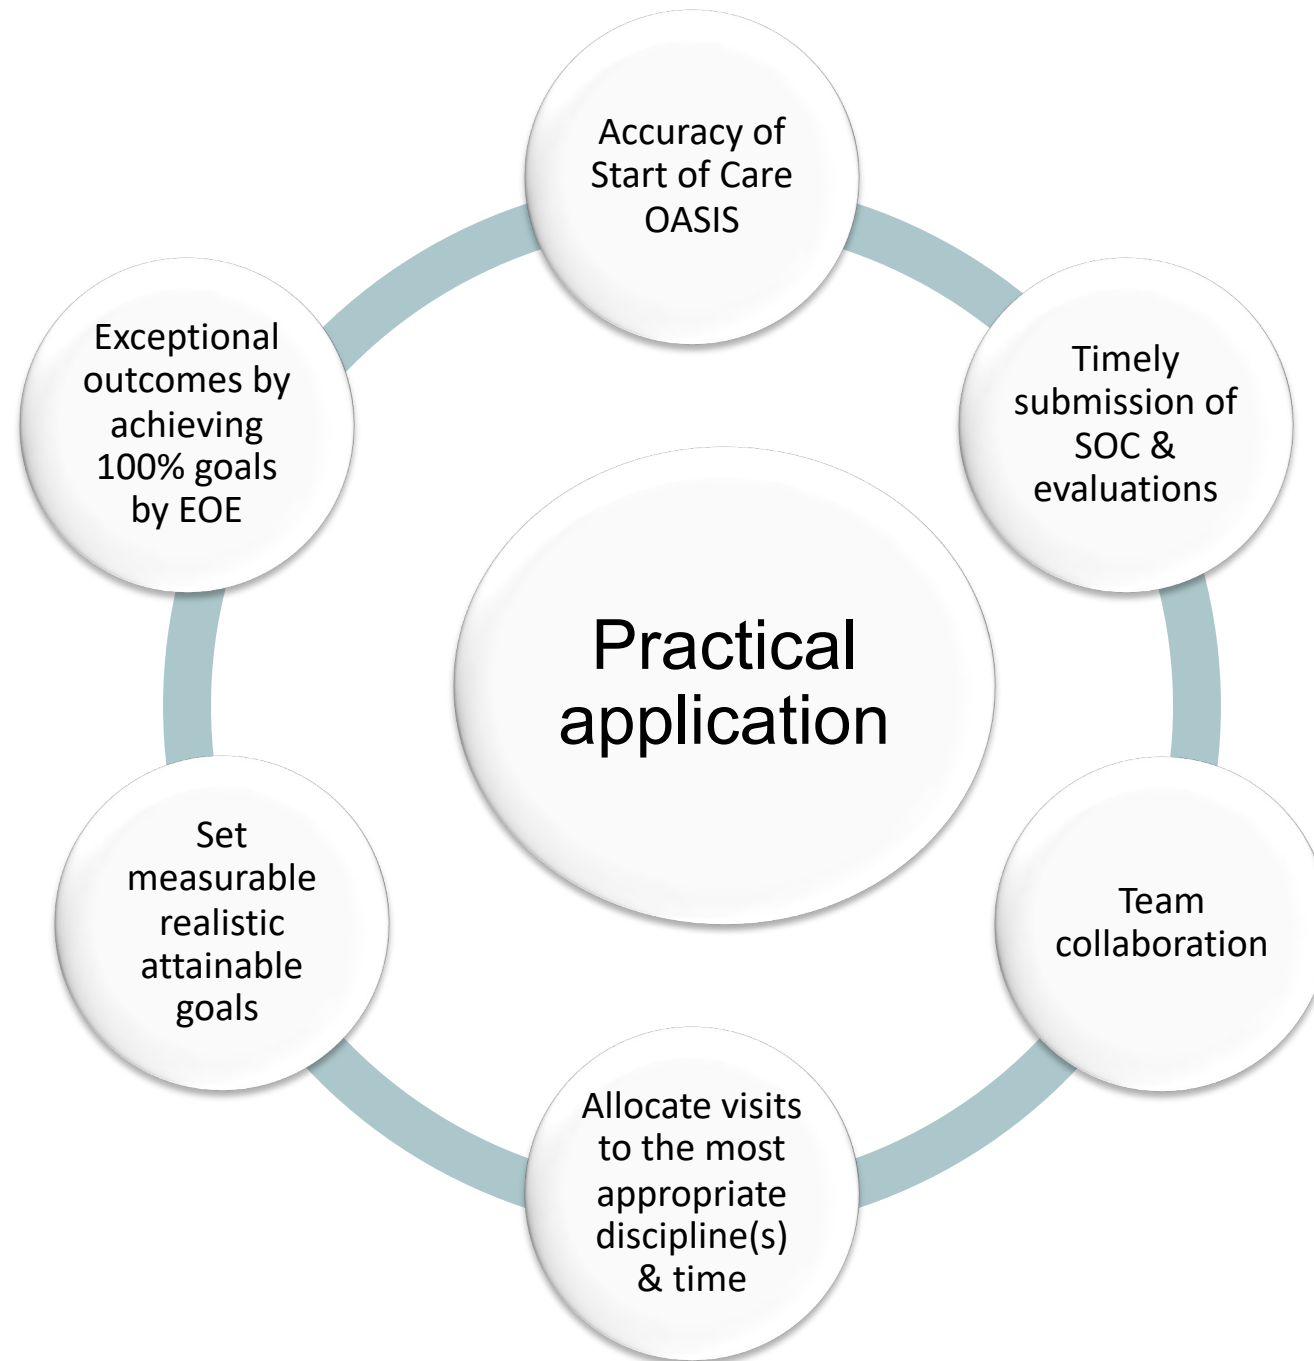 Accuracy of
Start of Care
OASIS
Timely
submission of
SOC &
evaluations
Team
collaboration
Allocate visits
to the most
appropriate
discipline(s)
& time
Set
measurable
realistic
attainable
goals
Exceptional
outcomes by
achieving
100% goals
by EOE
Practical
application